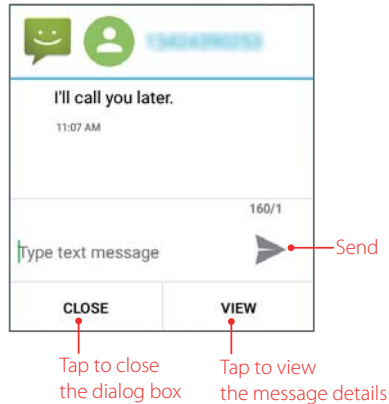 I'll call you later.
11:07 AM
160/1
Type text message
Send
CLOSE VIEW
Tap to close
the dialog box
Tap to view
the message details